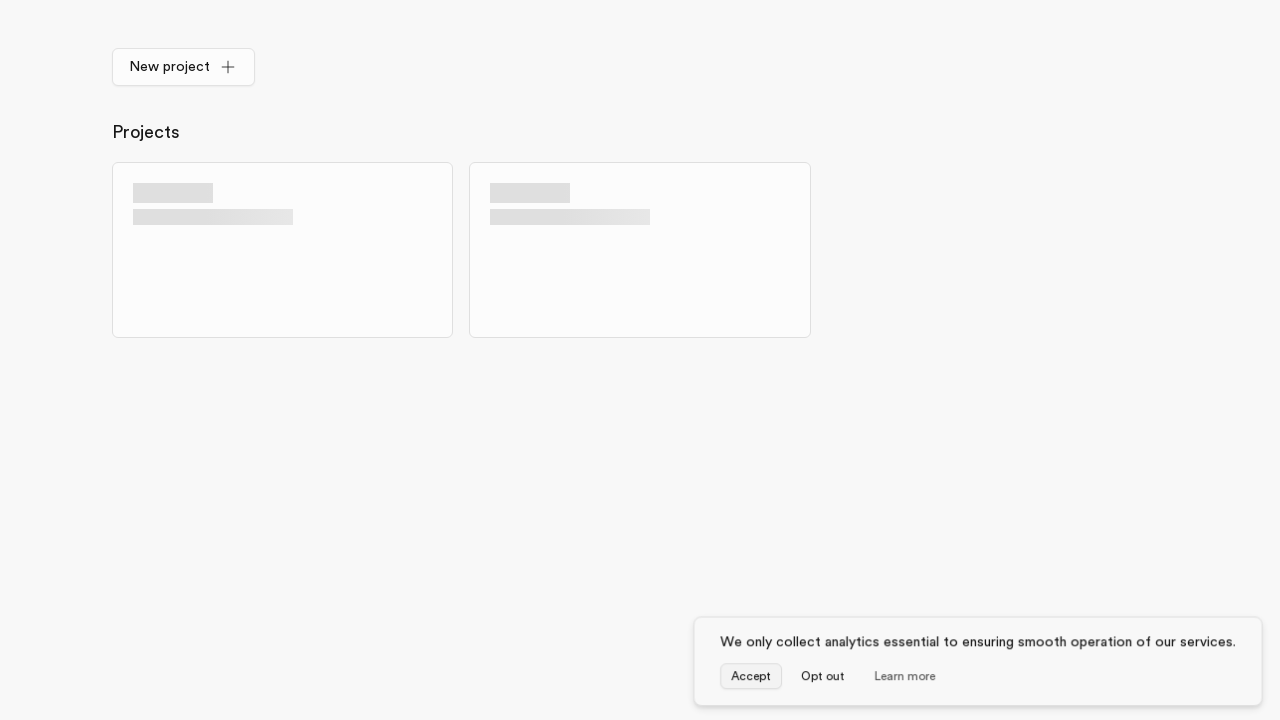 New project
Projects
We only collect analytics essential to ensuring smooth operation of our services.
Accept Opt out Learn more